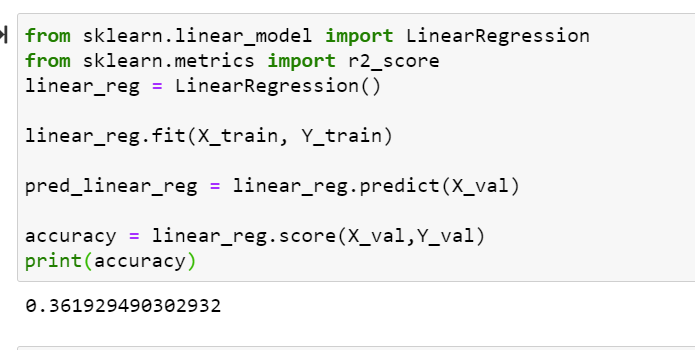 from sklearn.linear_model import LinearRegression
from sklearn.metrics import r2_score
linear_reg = LinearRegression()
linear_reg.fit(X_train, Y_train)
pred_linear_reg = linear_reg.predict(X_val)
accuracy = linear_reg.score(X_val,Y_val)
print(accuracy)
0.361929490302932